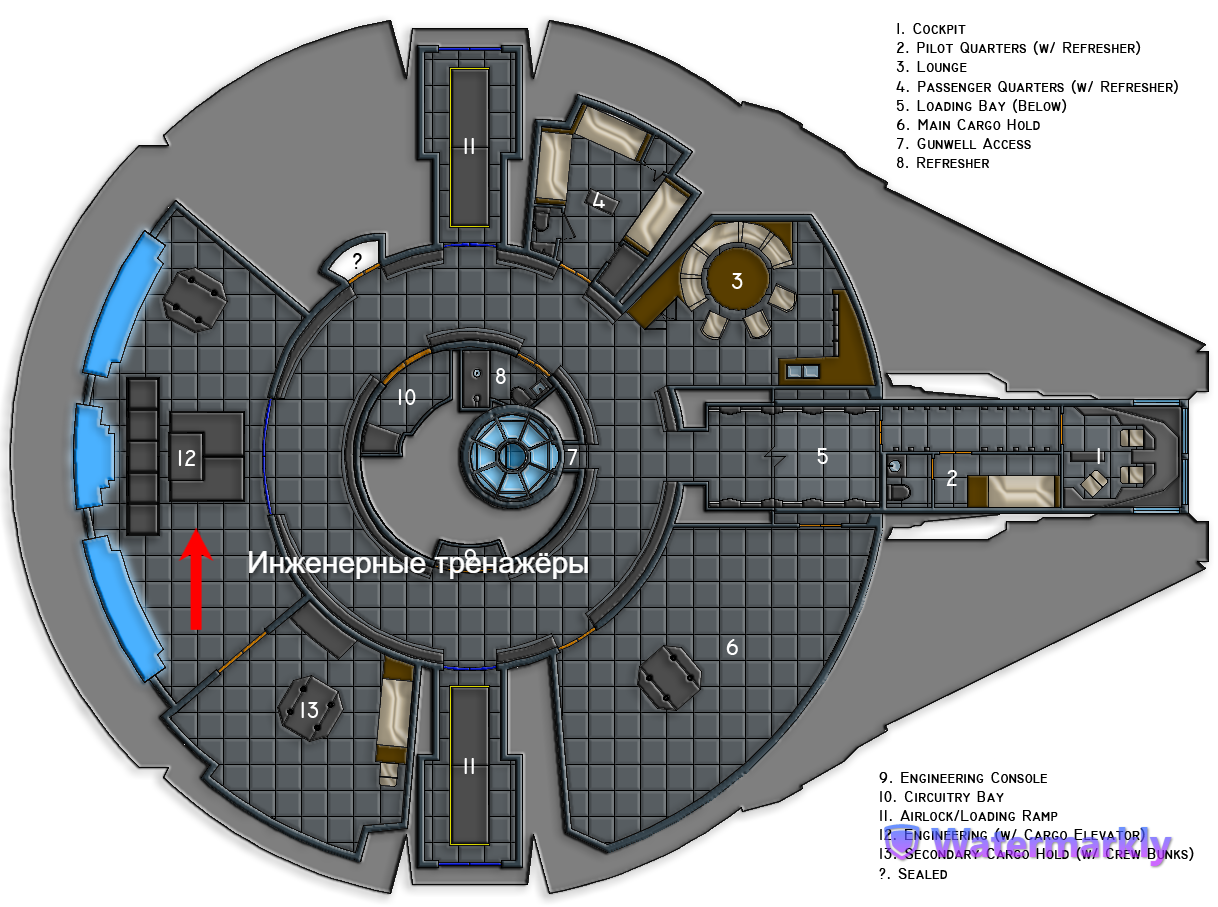 1. Cockpit
2. Pilot Quarters (w/ Refresher)
3. Lounge
4. Passenger Quarters (w/ Refresher)
5. Loading Bay (Below)
6. Main Cargo Hold
7. Gunwell Access
8. Refresher
11
4
?
3
8
10
12
7
5
2
1
9
Инженерные тренажёры
6
13
11
9. Engineering Console
10. Circuitry Bay
11. Airlock/Loading Ramp
12. Engineering (w/ Cargo Elevator)
Watermarkly
13. Secondary Cargo Hold (w/ Crew Bunks)
?. Sealed